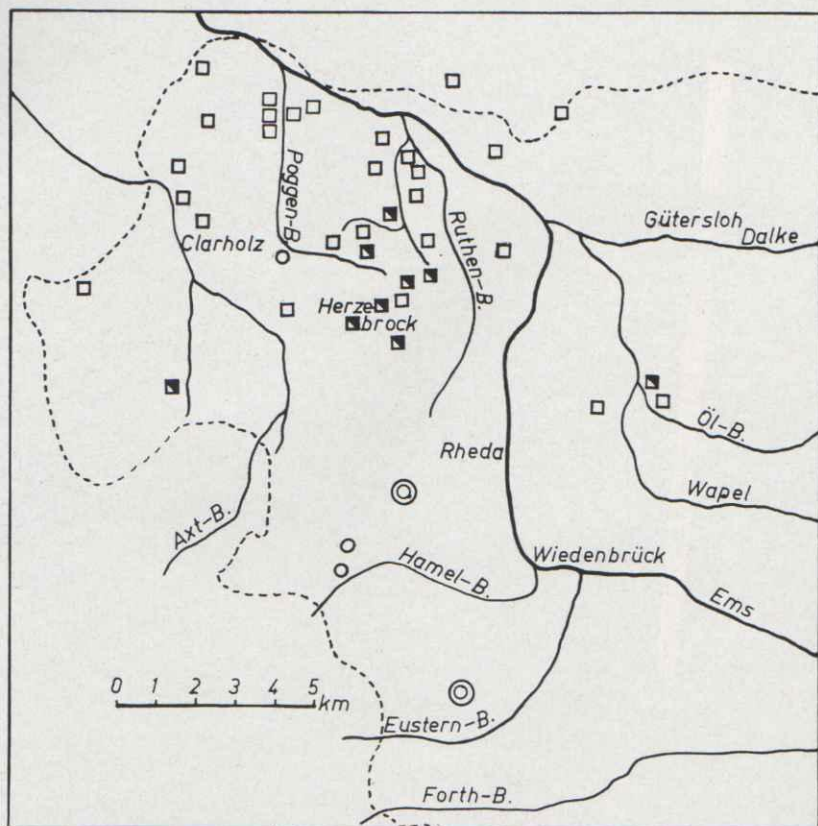 Poggen-B.
Ruthen-B.
Gütersloh
Dalke
Clarholz
Herze
brock
Öl-B.
Rheda
Wapel
Axt-B.
Hamel-B.
Wiedenbrück
Ems
0 1 2 3 4 5
km
Eustern-B.
Forth-B.